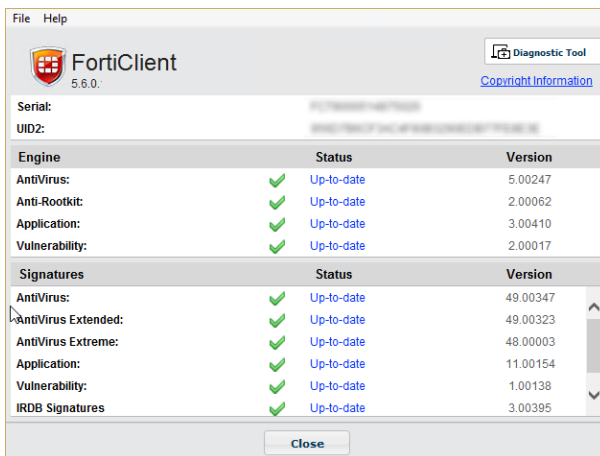 File Help
FortiClient
5.6.0.
Diagnostic Tool
Copyright Information
Serial:
UID2:
Engine Status Version
AntiVirus: Up-to-date 5.00247
Anti-Rootkit: Up-to-date 2.00062
Application: Up-to-date 3.00410
Vulnerability: Up-to-date 2.00017
Signatures Status Version
AntiVirus: Up-to-date 49.00347
AntiVirus Extended: Up-to-date 49.00323
AntiVirus Extreme: Up-to-date 48.00003
Application: Up-to-date 11.00154
Vulnerability: Up-to-date 1.00138
IRDB Signatures Up-to-date 3.00395
Close